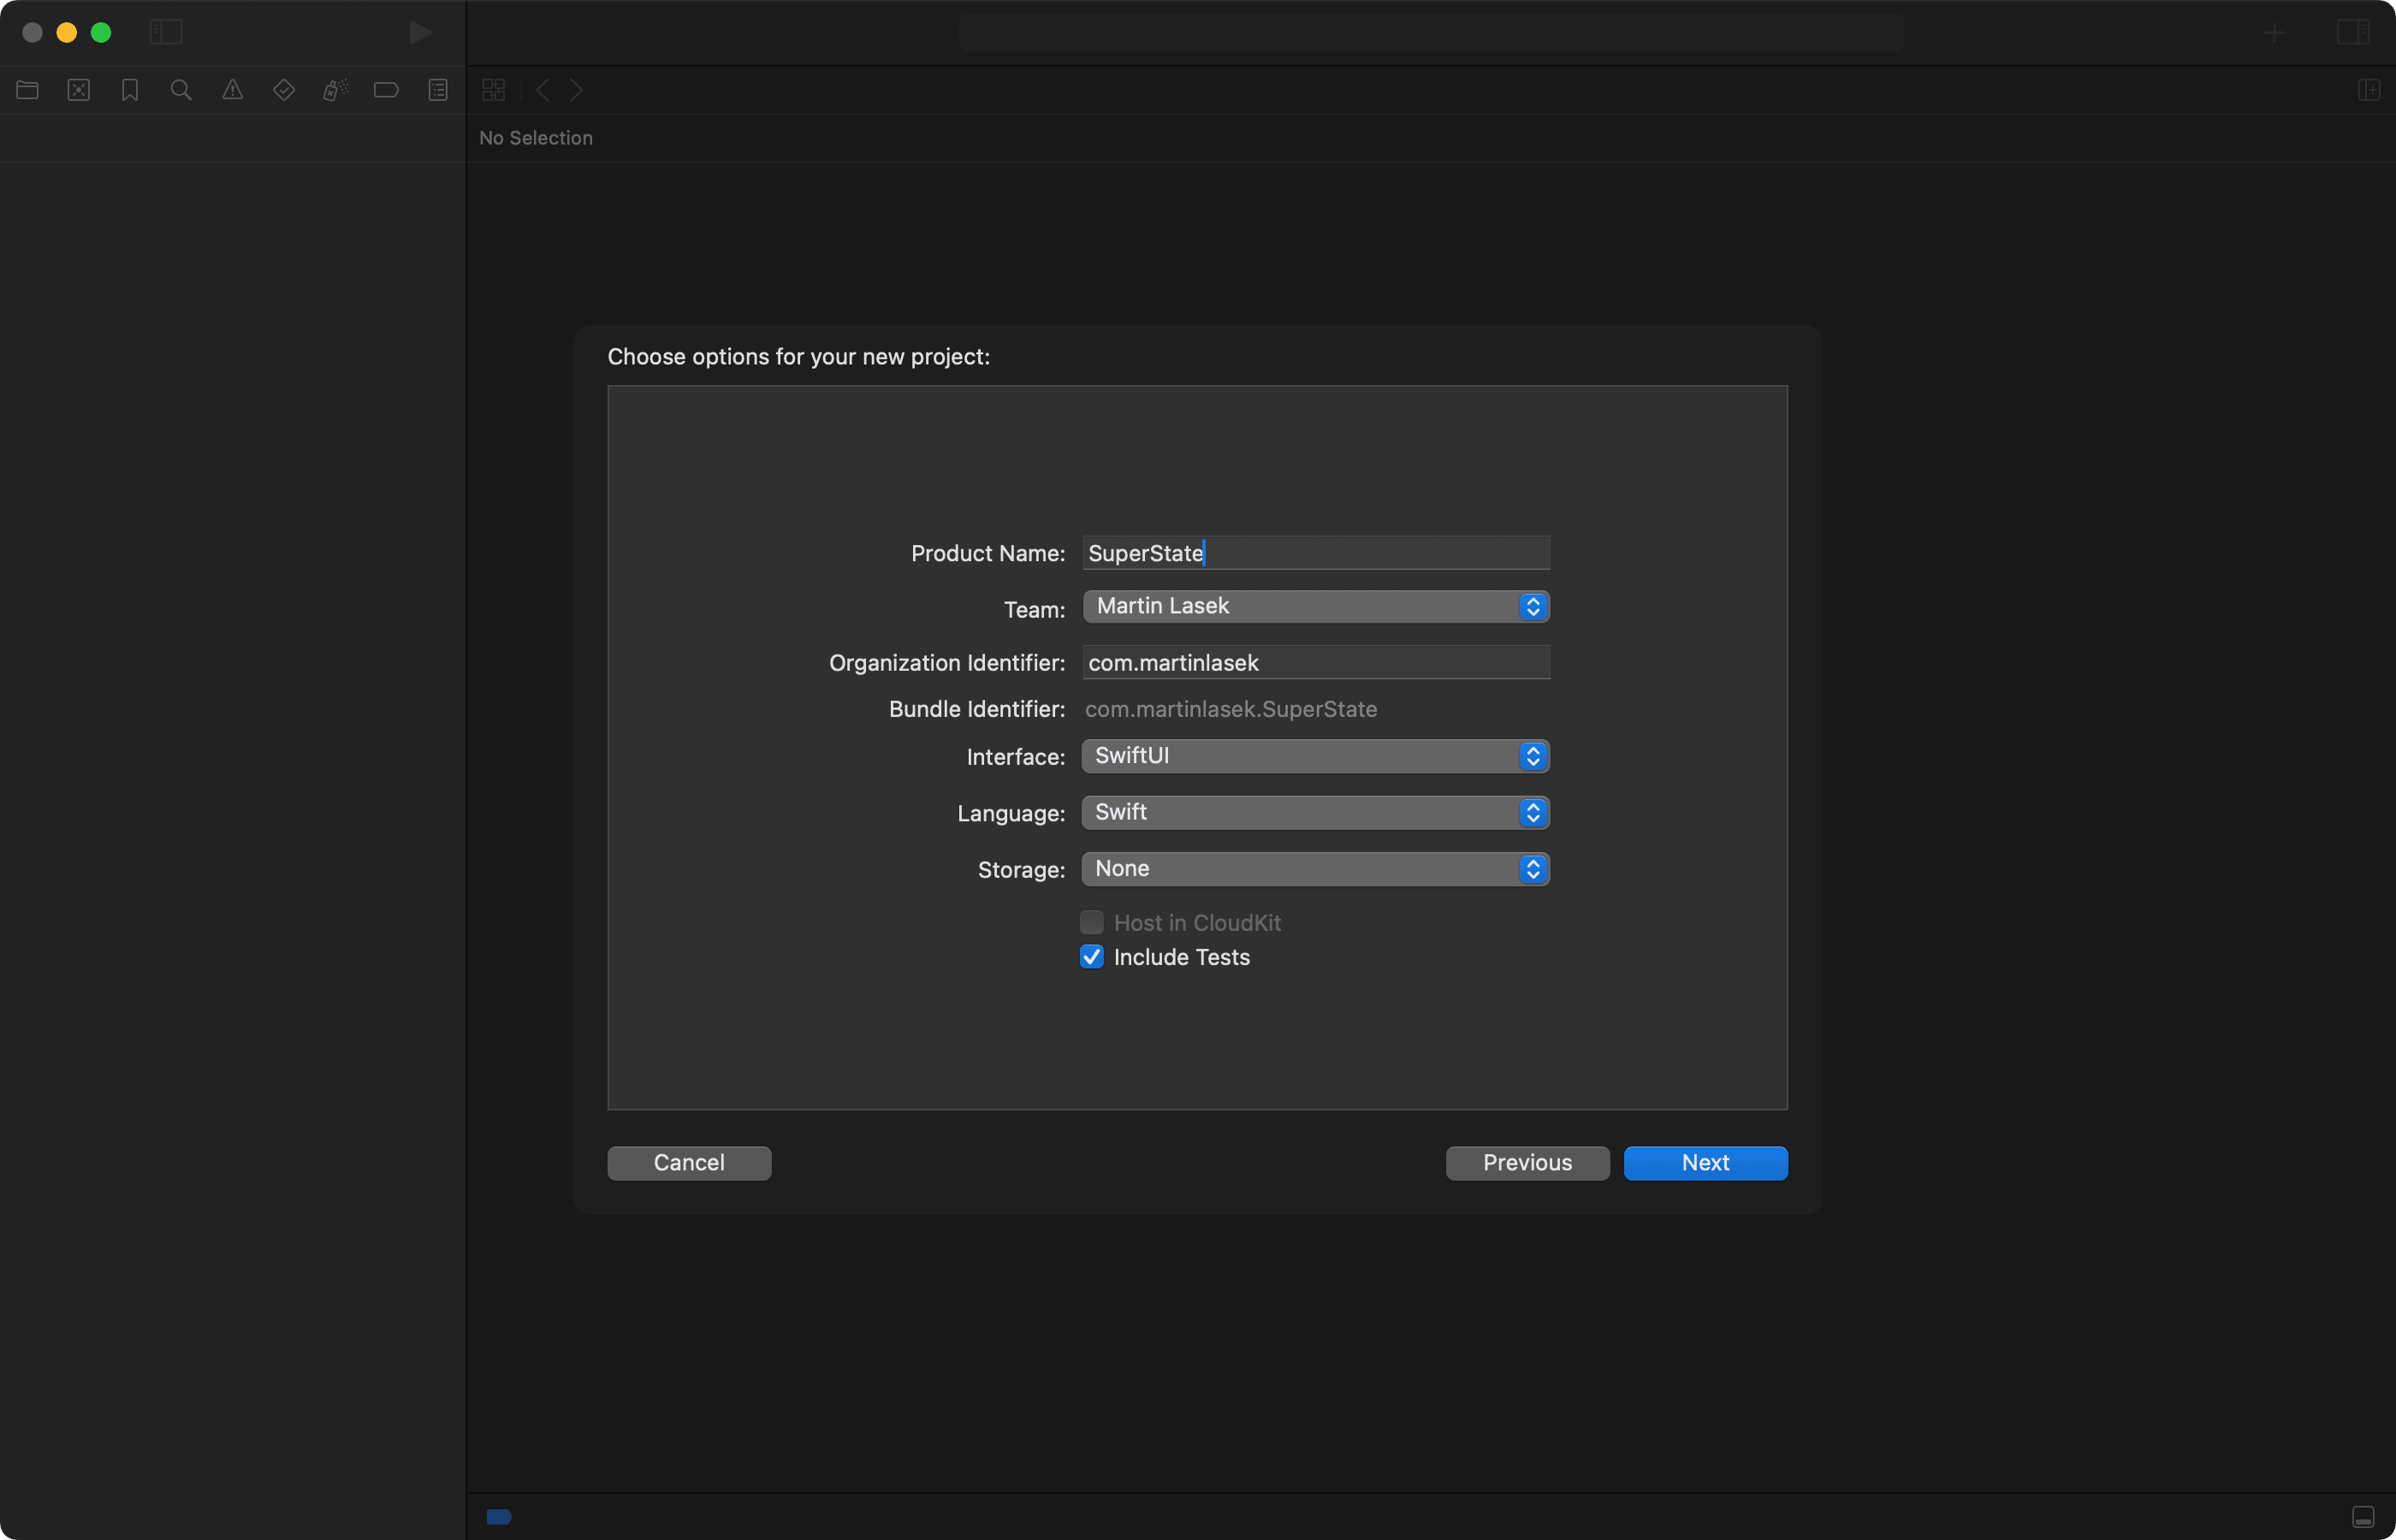 No Selection
Choose options for your new project:
Product Name: SuperState
Team: Martin Lasek
Organization Identifier: com.martinlasek
Bundle Identifier: com.martinlasek.SuperState
Interface: SwiftUI
Language: Swift
Storage: None
Host in CloudKit
Include Tests
Cancel Previous Next